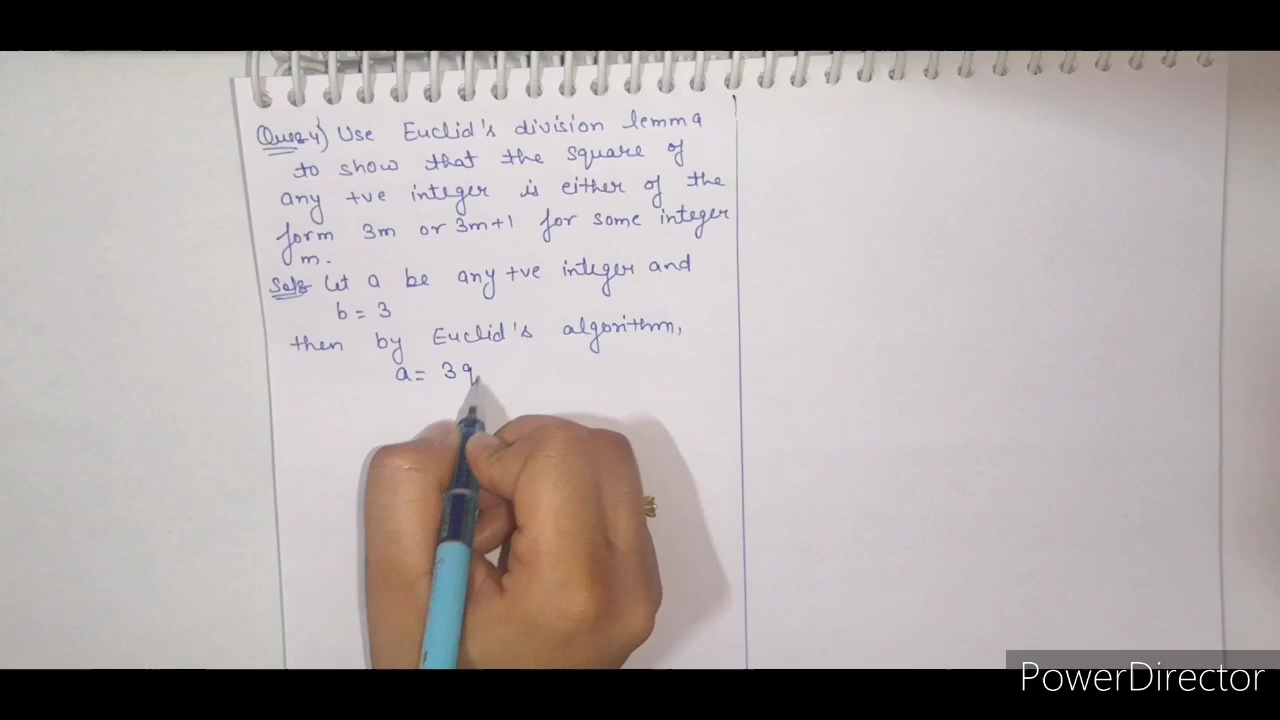 Ques 4) Use Euclid's division lemma
to show that the square of
any +ve integer is either of the
form 3m or 3m+1 for some integer
m.
Sol: Let a be any +ve integer and
b = 3
then by Euclid's algorithm,
a= 3q
PowerDirector